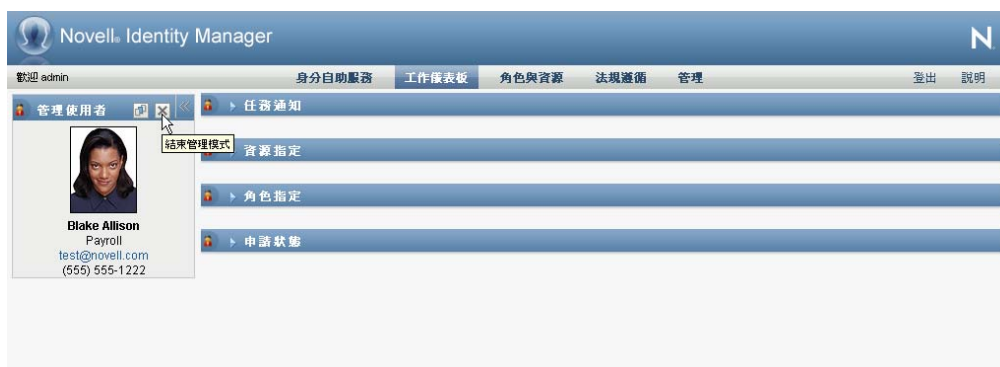 Novell® Identity Manager
N
歡迎 admin
身分自助服務 工作儀表板 角色與資源 法規遵循 管理 登出 說明
管理使用者
結束管理模式
Blake Allison
Payroll
test@novell.com
(555) 555-1222
任務通知
資源指定
角色指定
申請狀態